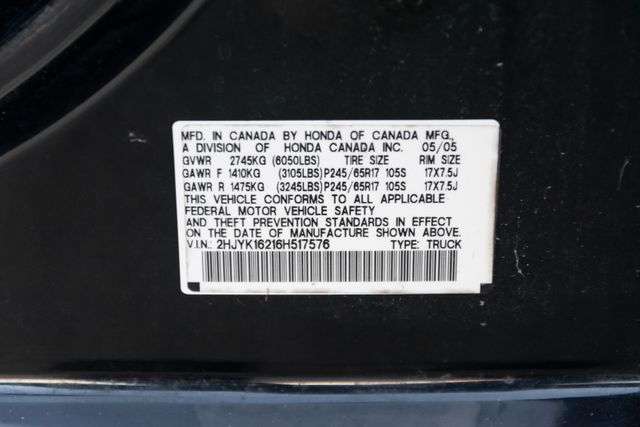 MFD. IN CANADA BY HONDA OF CANADA MFG.,
A DIVISION OF HONDA CANADA INC. 05/05
GVWR 2745KG (6050LBS) TIRE SIZE RIM SIZE
GAWR F 1410KG (3105LBS)P245/65R17 105S 17X7.5J
GAWR R 1475KG (3245LBS)P245/65R17 105S 17X7.5J
THIS VEHICLE CONFORMS TO ALL APPLICABLE
FEDERAL MOTOR VEHICLE SAFETY
AND THEFT PREVENTION STANDARDS IN EFFECT
ON THE DATE OF MANUFACTURE SHOWN ABOVE.
V.I.N.: 2HJYK16216H517576 TYPE: TRUCK